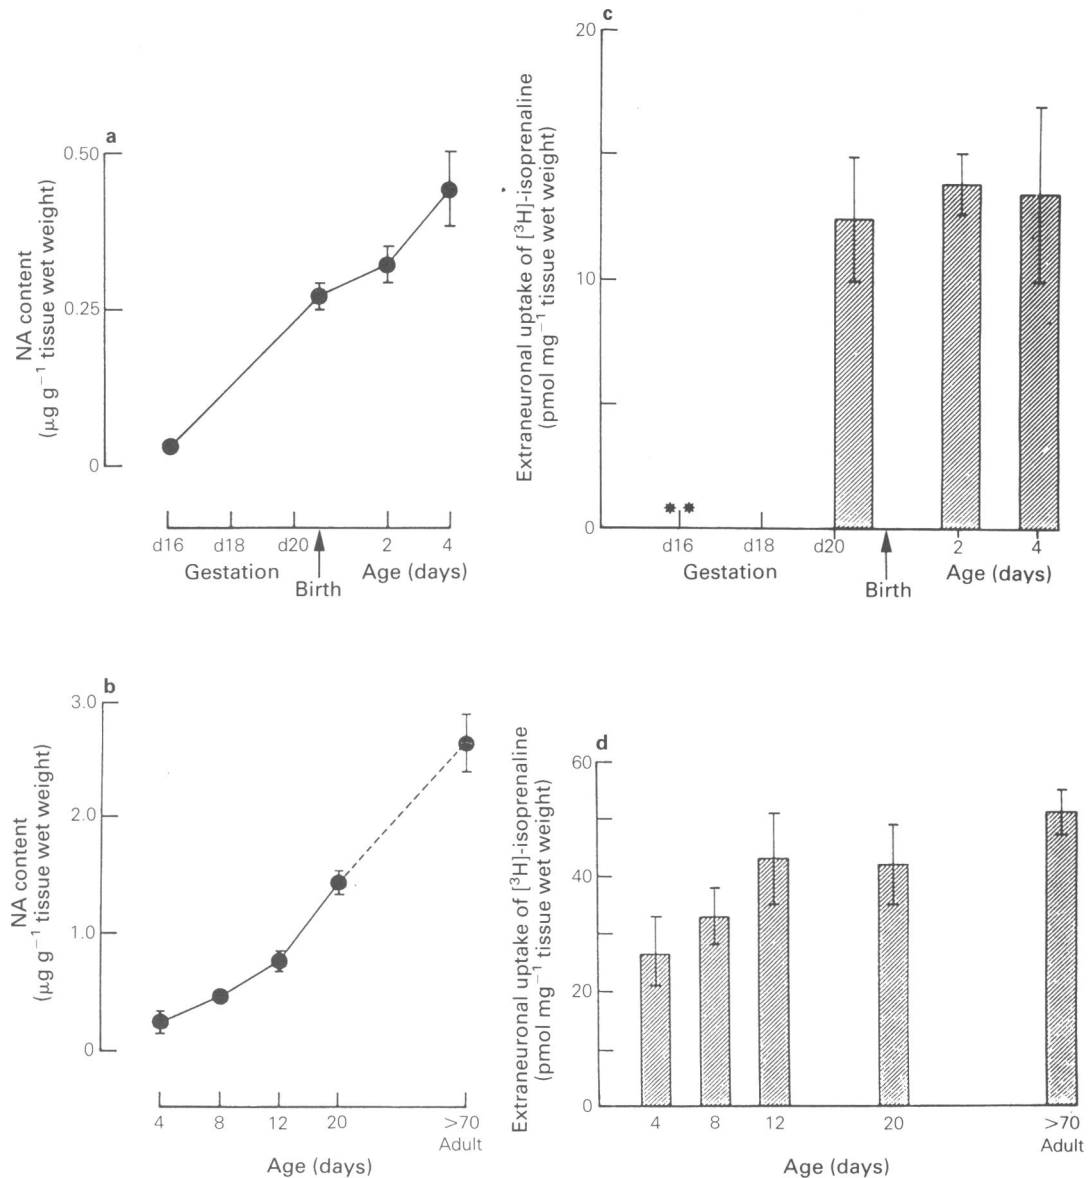 a
NA content
(μg g⁻¹ tissue wet weight)
0.50
0.25
0
d16 d18 d20 2 4
Gestation Age (days)
Birth
c
Extraneuronal uptake of [³H]-isoprenaline
(pmol mg⁻¹ tissue wet weight)
20
10
0
**
d16 d18 d20 2 4
Gestation Age (days)
Birth
b
NA content
(μg g⁻¹ tissue wet weight)
3.0
2.0
1.0
0
4 8 12 20 >70
Adult
Age (days)
d
Extraneuronal uptake of [³H]-isoprenaline
(pmol mg⁻¹ tissue wet weight)
60
40
20
0
4 8 12 20 >70
Adult
Age (days)